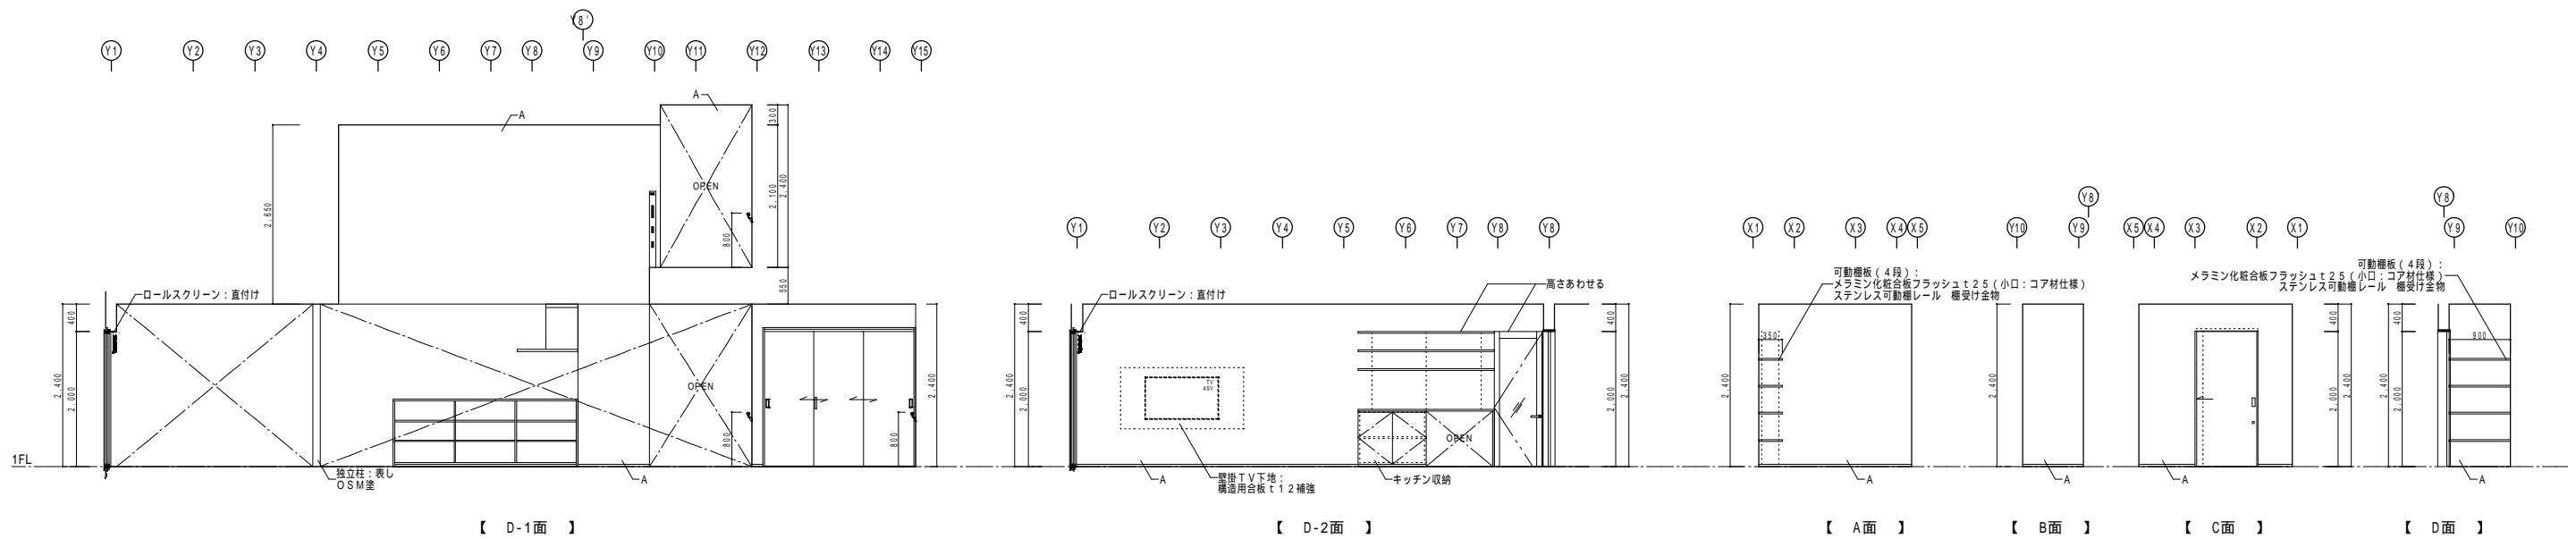 Y8'
Y1 Y2 Y3 Y4 Y5 Y6 Y7 Y8 Y9 Y10 Y11 Y12 Y13 Y14 Y15
A
A
300
2,650
OPEN
2,100
2,400
800
550
ロールスクリーン：直付け
400
2,400
2,000
OPEN
800
800
2,400
1FL
独立柱：表し
ＯＳＭ塗
A
【 D-1面 】
Y1 Y2 Y3 Y4 Y5 Y6 Y7 Y8 Y8
ロールスクリーン：直付け
高さあわせる
400
2,400
2,000
TV
49V
OPEN
400
2,000
2,400
A
壁掛ＴＶ下地：
構造用合板ｔ１２補強
キッチン収納
【 D-2面 】
X1 X2 X3 X4 X5
可動棚板（４段）：
メラミン化粧合板フラッシュｔ２５（小口：コア材仕様）
ステンレス可動棚レール　棚受け金物
350
2,400
A
【 A面 】
Y8
Y10 Y9
2,400
A
【 B面 】
X5 X4 X3 X2 X1
400
2,000
2,400
A
【 C面 】
Y8
Y9 Y10
可動棚板（４段）：
メラミン化粧合板フラッシュｔ２５（小口：コア材仕様）
ステンレス可動棚レール　棚受け金物
400
2,400
2,000
900
A
【 D面 】